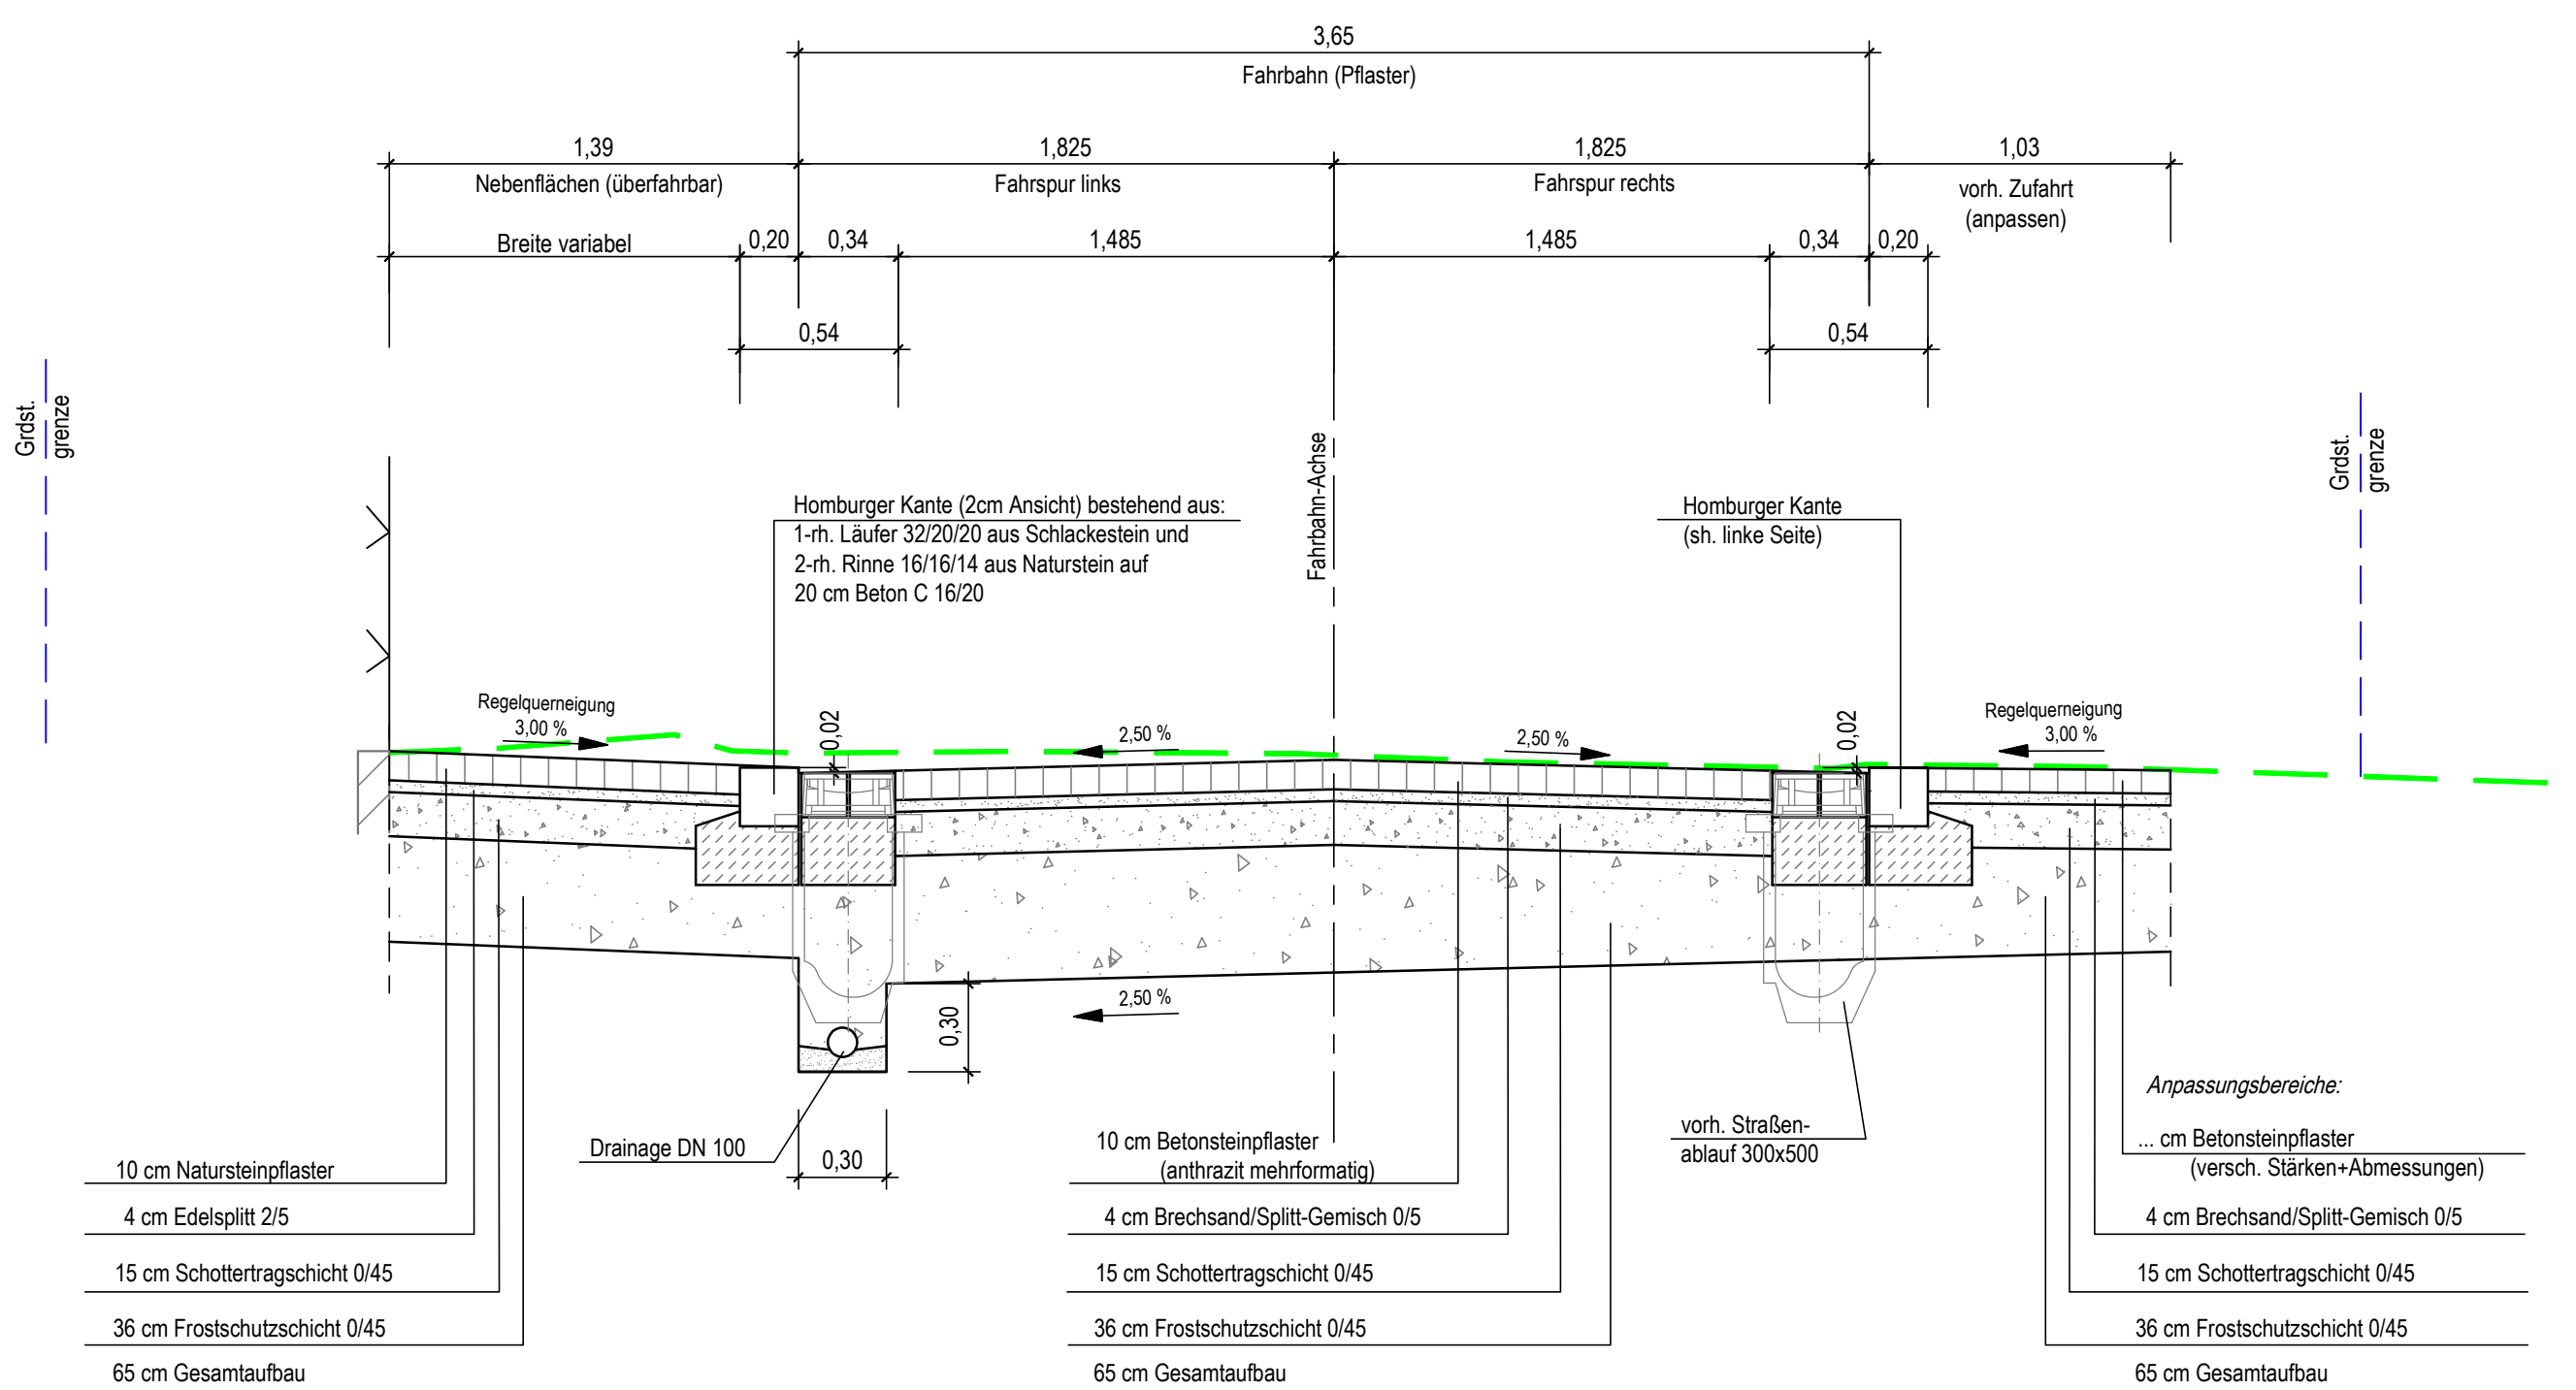 3,65
Fahrbahn (Pflaster)
1,39
1,825
1,825
1,03
Nebenflächen (überfahrbar)
Fahrspur links
Fahrspur rechts
vorh. Zufahrt
(anpassen)
Breite variabel
0,20
0,34
1,485
1,485
0,34
0,20
0,54
0,54
Grdst.
grenze
Fahrbahn-Achse
Grdst.
grenze
Homburger Kante (2cm Ansicht) bestehend aus:
1-rh. Läufer 32/20/20 aus Schlackestein und
2-rh. Rinne 16/16/14 aus Naturstein auf
20 cm Beton C 16/20
Homburger Kante
(sh. linke Seite)
Regelquerneigung
3,00 %
0,02
2,50 %
2,50 %
0,02
Regelquerneigung
3,00 %
2,50 %
0,30
Drainage DN 100
0,30
10 cm Natursteinpflaster
4 cm Edelsplitt 2/5
15 cm Schottertragschicht 0/45
36 cm Frostschutzschicht 0/45
65 cm Gesamtaufbau
10 cm Betonsteinpflaster
(anthrazit mehrformatig)
4 cm Brechsand/Splitt-Gemisch 0/5
15 cm Schottertragschicht 0/45
36 cm Frostschutzschicht 0/45
65 cm Gesamtaufbau
vorh. Straßen-
ablauf 300x500
Anpassungsbereiche:
... cm Betonsteinpflaster
(versch. Stärken+Abmessungen)
4 cm Brechsand/Splitt-Gemisch 0/5
15 cm Schottertragschicht 0/45
36 cm Frostschutzschicht 0/45
65 cm Gesamtaufbau